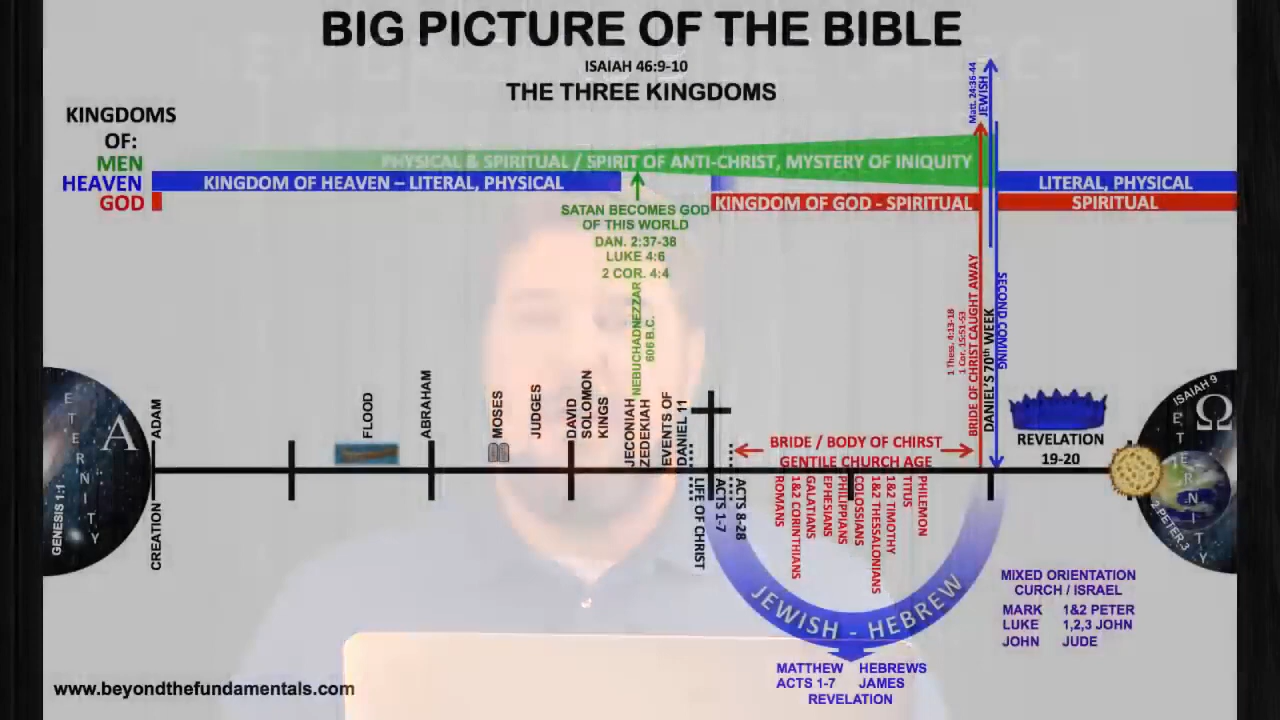 BIG PICTURE OF THE BIBLE
ISAIAH 46:9-10
THE THREE KINGDOMS
KINGDOMS
OF:
MEN
HEAVEN
GOD
PHYSICAL & SPIRITUAL / SPIRIT OF ANTI-CHRIST, MYSTERY OF INIQUITY
KINGDOM OF HEAVEN – LITERAL, PHYSICAL
KINGDOM OF GOD - SPIRITUAL
LITERAL, PHYSICAL
SPIRITUAL
Matt. 24:36-44
JEWISH
SATAN BECOMES GOD
OF THIS WORLD
DAN. 2:37-38
LUKE 4:6
2 COR. 4:4
NEBUCHADNEZZAR
606 B.C.
1 Thess. 4:13-18
1 Cor. 15:51-53
BRIDE OF CHRIST CAUGHT AWAY
DANIEL'S 70th WEEK
SECOND COMING
ETERNITY
A
GENESIS 1:1
ADAM
CREATION
FLOOD
ABRAHAM
MOSES
JUDGES
DAVID
SOLOMON
KINGS
JECONIAH
ZEDEKIAH
EVENTS OF
DANIEL 11
LIFE OF CHRIST
ACTS 1-7
ACTS 8-28
BRIDE / BODY OF CHIRST
GENTILE CHURCH AGE
ROMANS
1&2 CORINTHIANS
GALATIANS
EPHESIANS
PHILIPPIANS
COLOSSIANS
1&2 THESSALONIANS
1&2 TIMOTHY
TITUS
PHILEMON
REVELATION
19-20
ISAIAH 9
Ω
ETERNITY
2 PETER 3
JEWISH - HEBREW
MATTHEW HEBREWS
ACTS 1-7 JAMES
REVELATION
MIXED ORIENTATION
CURCH / ISRAEL
MARK 1&2 PETER
LUKE 1,2,3 JOHN
JOHN JUDE
www.beyondthefundamentals.com